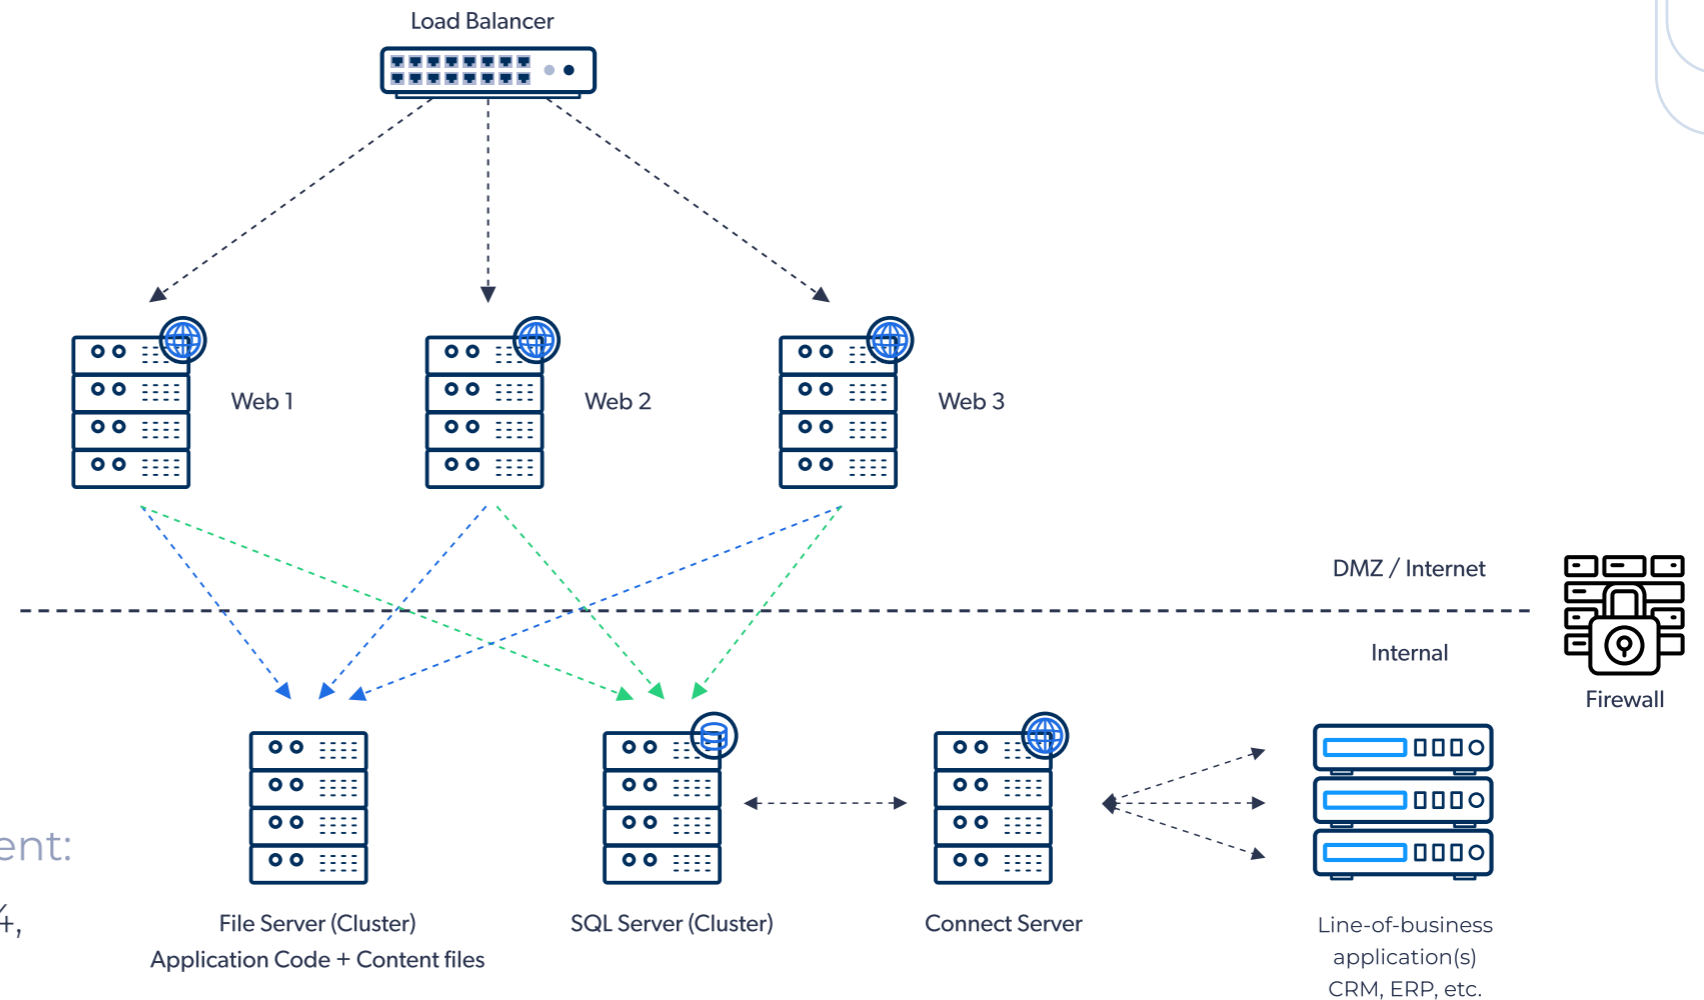 Load Balancer
Web 1
Web 2
Web 3
DMZ / Internet
Internal
Firewall
ent:
4,
File Server (Cluster)
Application Code + Content files
SQL Server (Cluster)
Connect Server
Line-of-business
application(s)
CRM, ERP, etc.